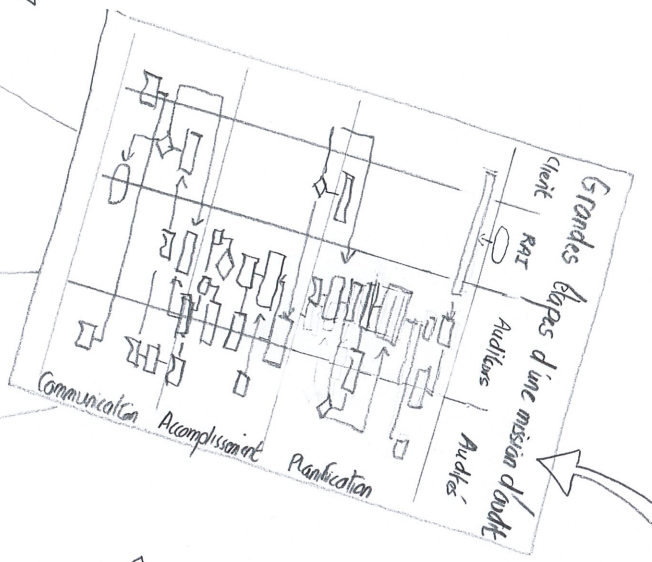 Grandes étapes d'une mission d'audit
Client
RAI
Auditeurs
Audités
Planification
Accomplissement
Communication